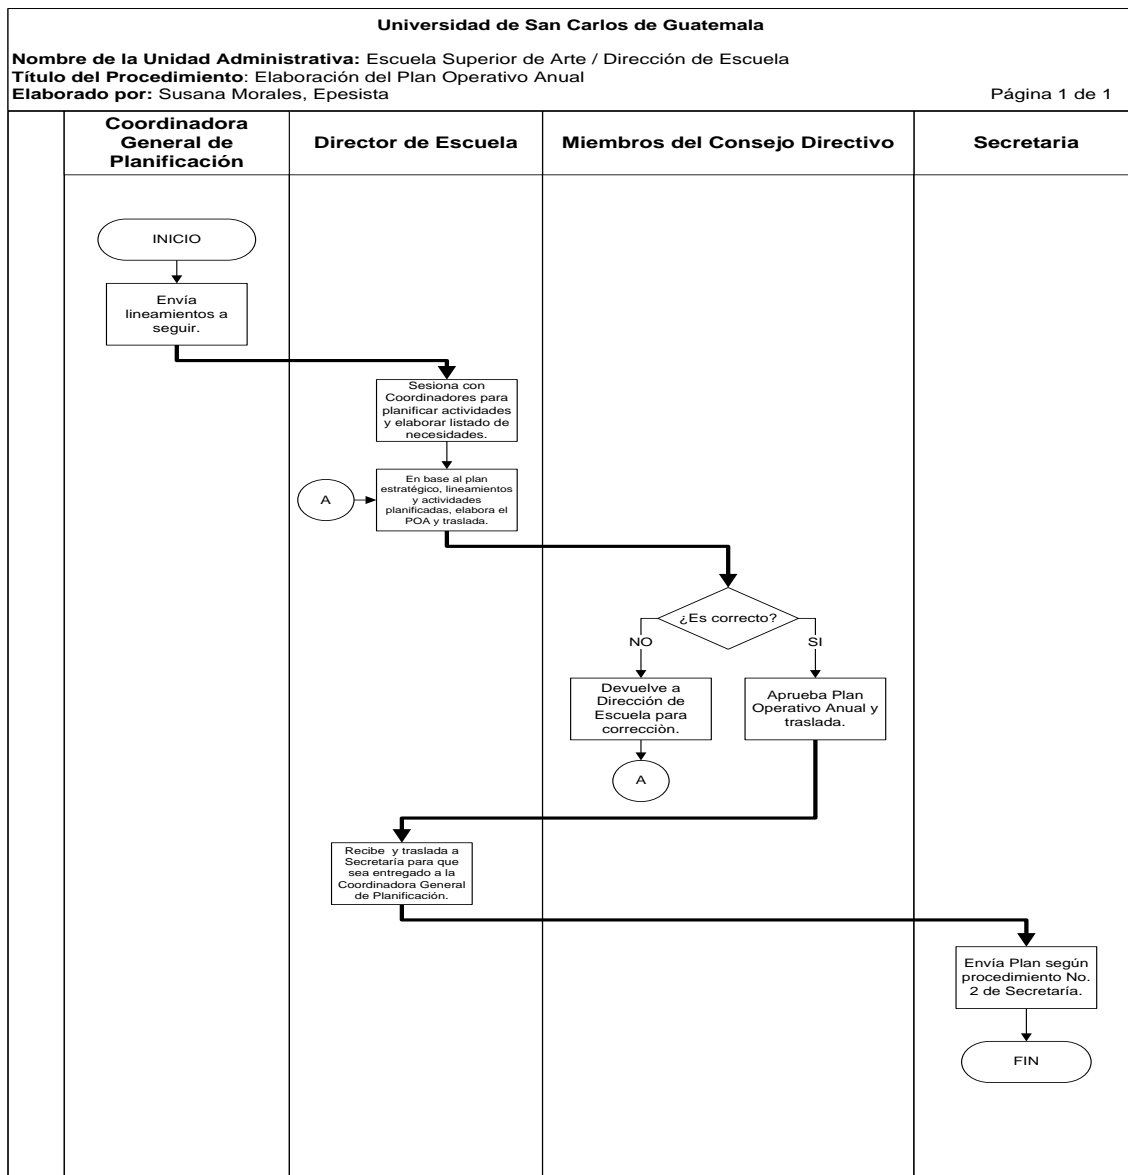 Universidad de San Carlos de Guatemala
Nombre de la Unidad Administrativa: Escuela Superior de Arte / Dirección de Escuela
Título del Procedimiento: Elaboración del Plan Operativo Anual
Elaborado por: Susana Morales, Epesista
Página 1 de 1
Coordinadora
General de
Planificación
Director de Escuela
Miembros del Consejo Directivo
Secretaria
INICIO
Envía
lineamientos a
seguir.
Sesiona con
Coordinadores para
planificar actividades
y elaborar listado de
necesidades.
A
En base al plan
estratégico, lineamientos
y actividades
planificadas, elabora el
POA y traslada.
¿Es correcto?
NO
SI
Devuelve a
Dirección de
Escuela para
correcciòn.
Aprueba Plan
Operativo Anual y
traslada.
A
Recibe y traslada a
Secretaría para que
sea entregado a la
Coordinadora General
de Planificación.
Envía Plan según
procedimiento No.
2 de Secretaría.
FIN